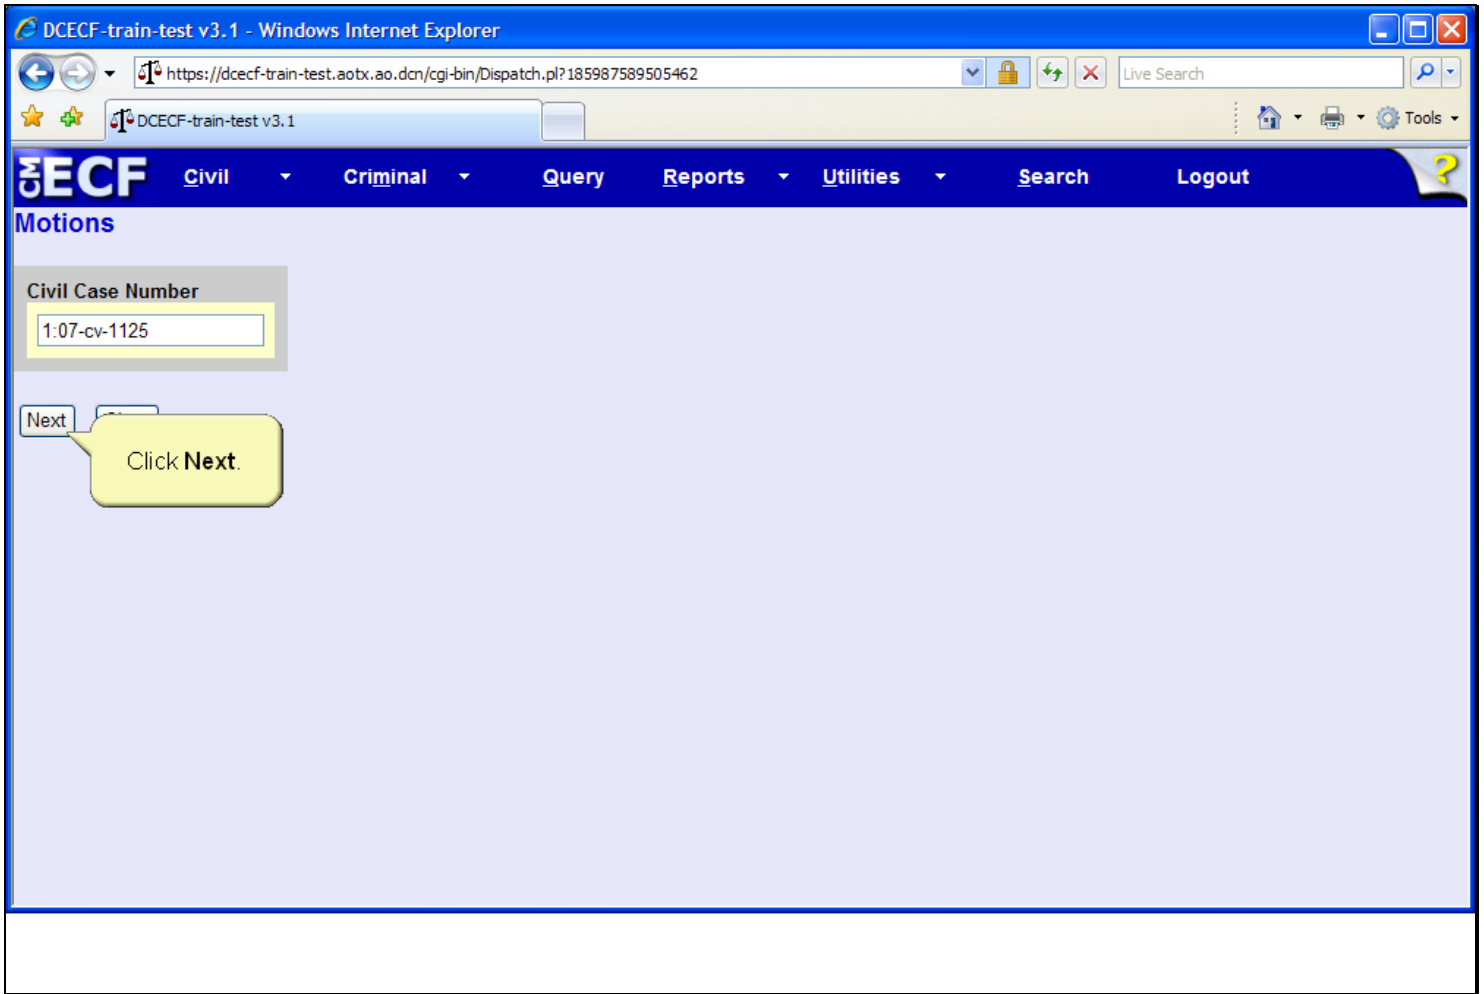 DCECF-train-test v3.1 - Windows Internet Explorer
https://dcecf-train-test.aotx.ao.dcn/cgi-bin/Dispatch.pl?185987589505462
Live Search
DCECF-train-test v3.1
Tools
CM ECF Civil Criminal Query Reports Utilities Search Logout ?
Motions
Civil Case Number
1:07-cv-1125
Next
Click Next.